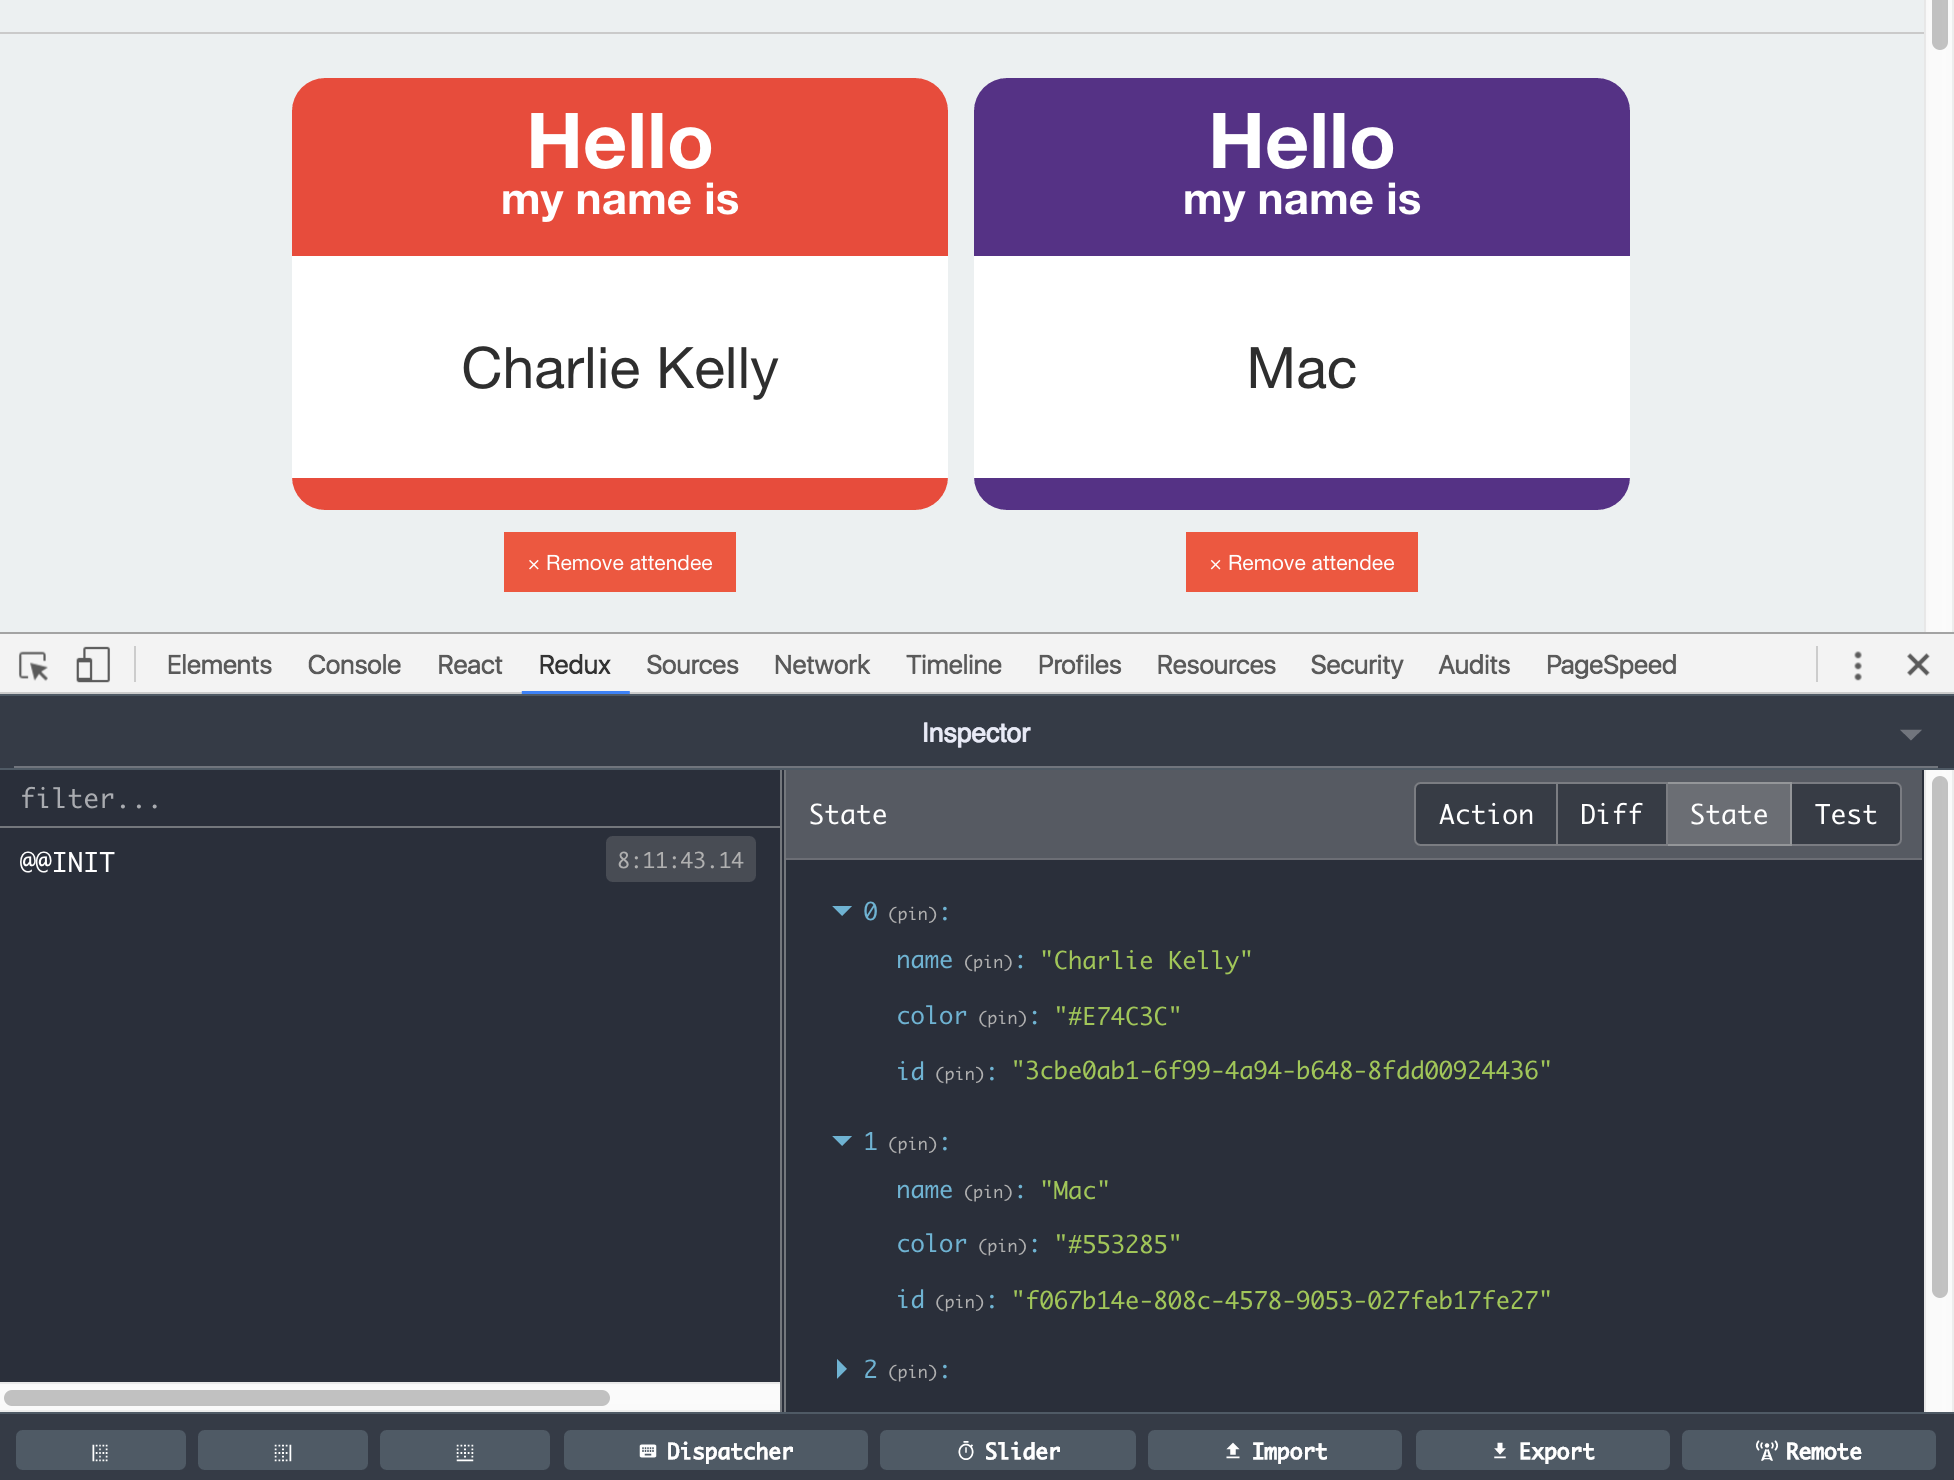 Hello
my name is
Charlie Kelly
× Remove attendee
Hello
my name is
Mac
× Remove attendee
Elements Console React Redux Sources Network Timeline Profiles Resources Security Audits PageSpeed
Inspector
filter...
@@INIT 8:11:43.14
State Action Diff State Test
0 (pin):
name (pin): "Charlie Kelly"
color (pin): "#E74C3C"
id (pin): "3cbe0ab1-6f99-4a94-b648-8fdd00924436"
1 (pin):
name (pin): "Mac"
color (pin): "#553285"
id (pin): "f067b14e-808c-4578-9053-027feb17fe27"
2 (pin):
Dispatcher Slider Import Export Remote